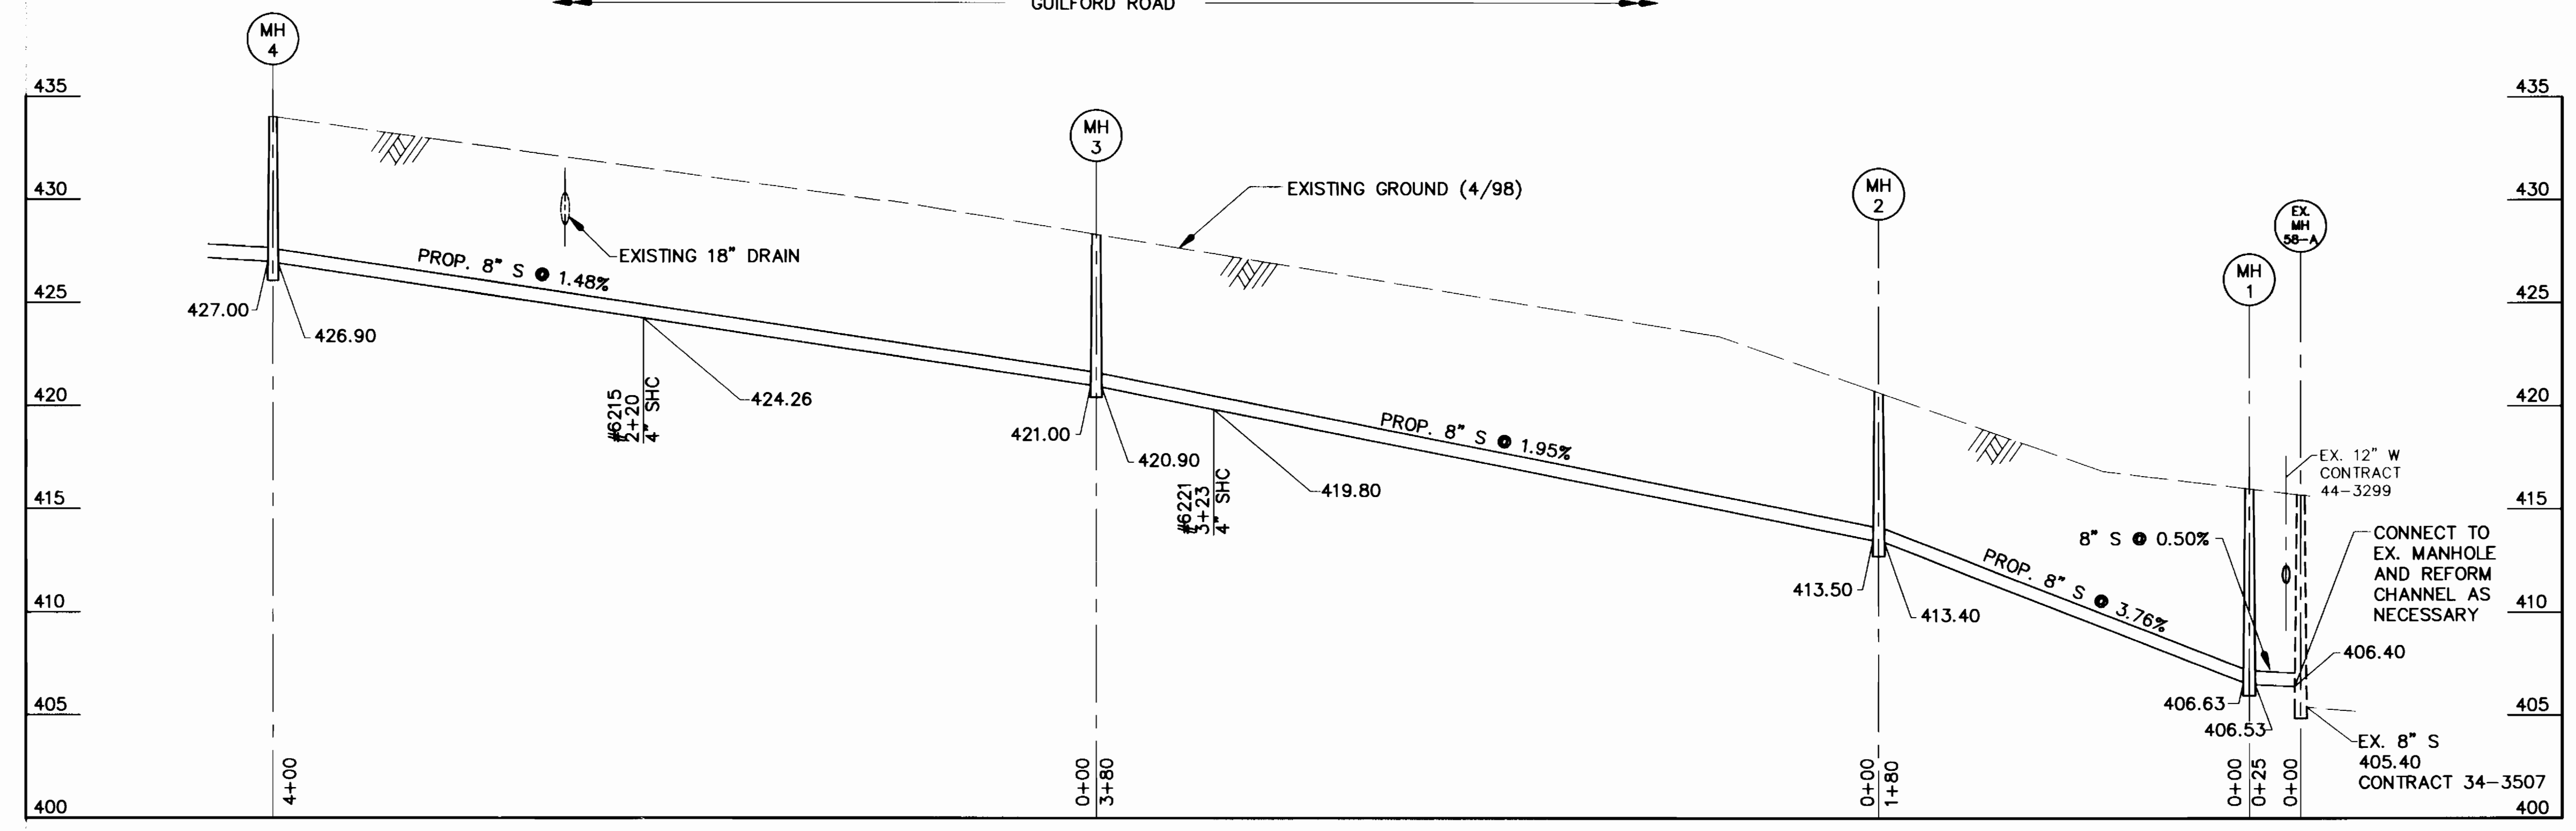 GUILFORD ROAD
MH
4
435
435
MH
3
430
430
EXISTING GROUND (4/98)
MH
2
EX.
MH
58-A
EXISTING 18" DRAIN
PROP. 8" S @ 1.48%
MH
1
425
425
427.00
426.90
420
420
#6215
2+20
4" SHC
424.26
421.00
420.90
PROP. 8" S @ 1.95%
#6221
3+23
4" SHC
419.80
EX. 12" W
CONTRACT
44-3299
415
415
8" S @ 0.50%
CONNECT TO
EX. MANHOLE
AND REFORM
CHANNEL AS
NECESSARY
413.50
413.40
PROP. 8" S @ 3.76%
410
410
406.40
405
405
406.63
406.53
EX. 8" S
405.40
CONTRACT 34-3507
4+00
0+00
3+80
0+00
1+80
0+00
0+25
0+00
400
400